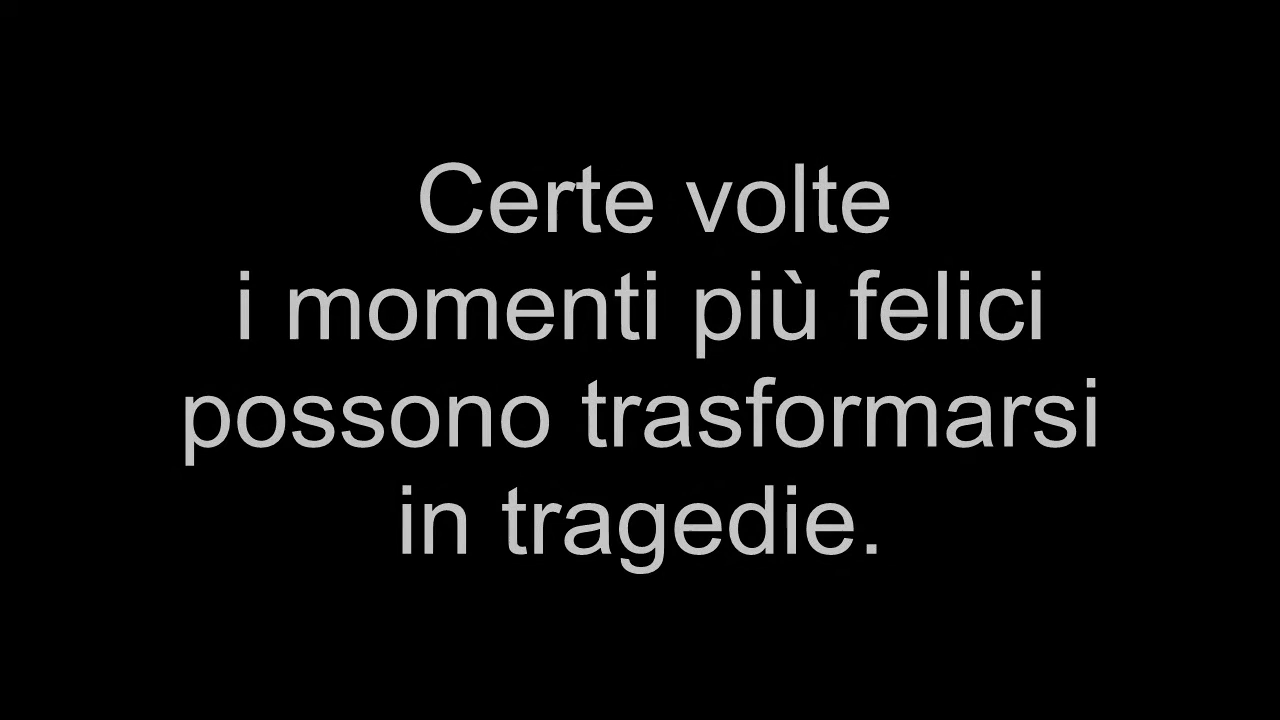 Certe volte
i momenti più felici
possono trasformarsi
in tragedie.